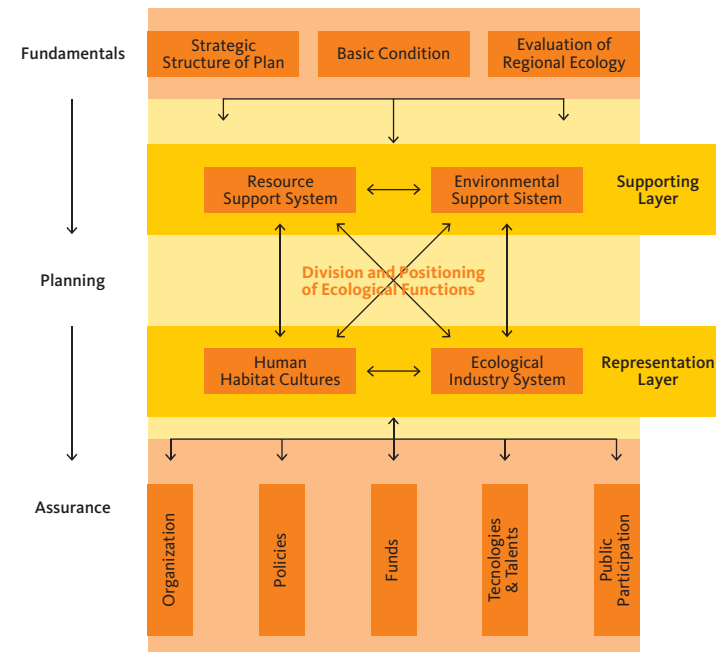 Fundamentals
Strategic
Structure of Plan
Basic Condition
Evaluation of
Regional Ecology
Resource
Support System
Environmental
Support Sistem
Supporting
Layer
Planning
Division and Positioning
of Ecological Functions
Human
Habitat Cultures
Ecological
Industry System
Representation
Layer
Assurance
Organization
Policies
Funds
Tecnologies
& Talents
Public
Participation